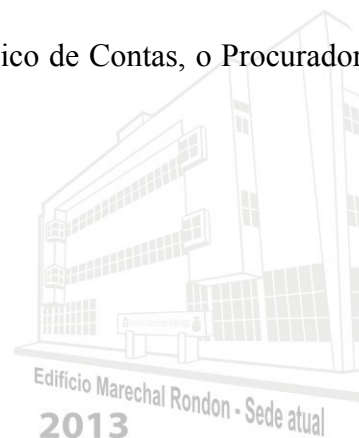 ico de Contas, o Procurador
Edifício Marechal Rondon - Sede atual
2013